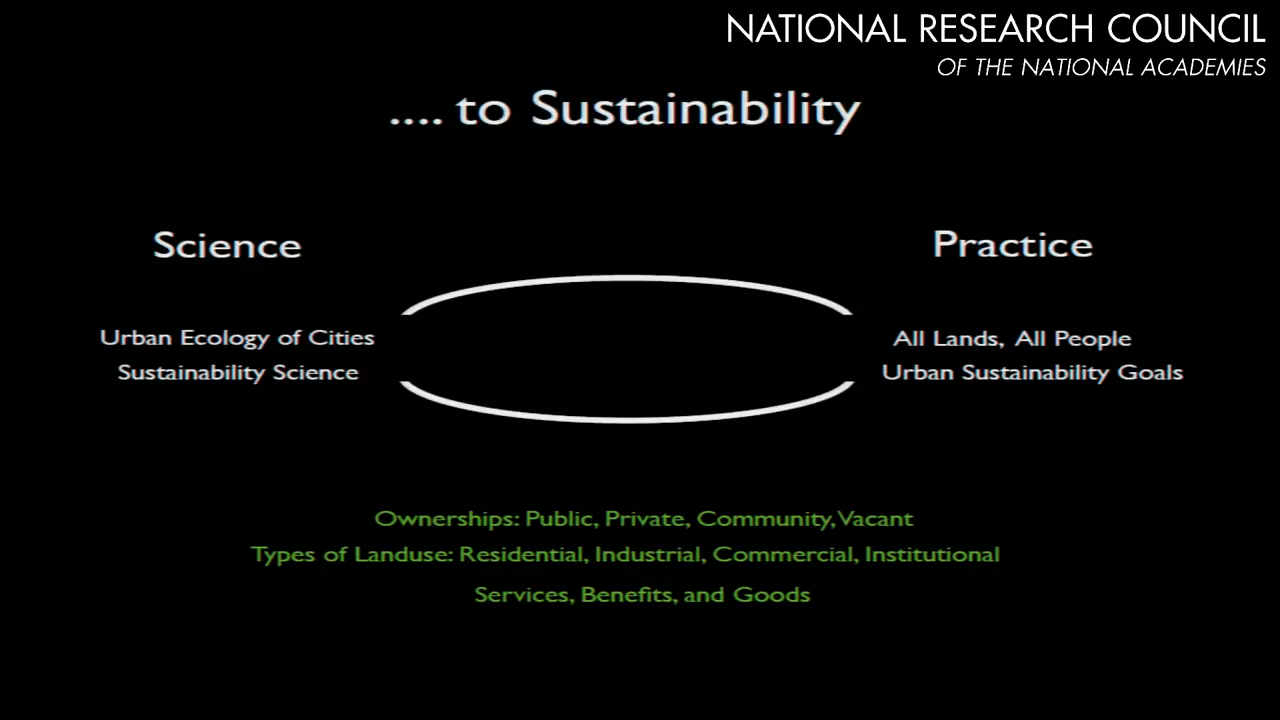 NATIONAL RESEARCH COUNCIL
OF THE NATIONAL ACADEMIES
.... to Sustainability
Science
Practice
Urban Ecology of Cities
Sustainability Science
All Lands, All People
Urban Sustainability Goals
Ownerships: Public, Private, Community, Vacant
Types of Landuse: Residential, Industrial, Commercial, Institutional
Services, Benefits, and Goods